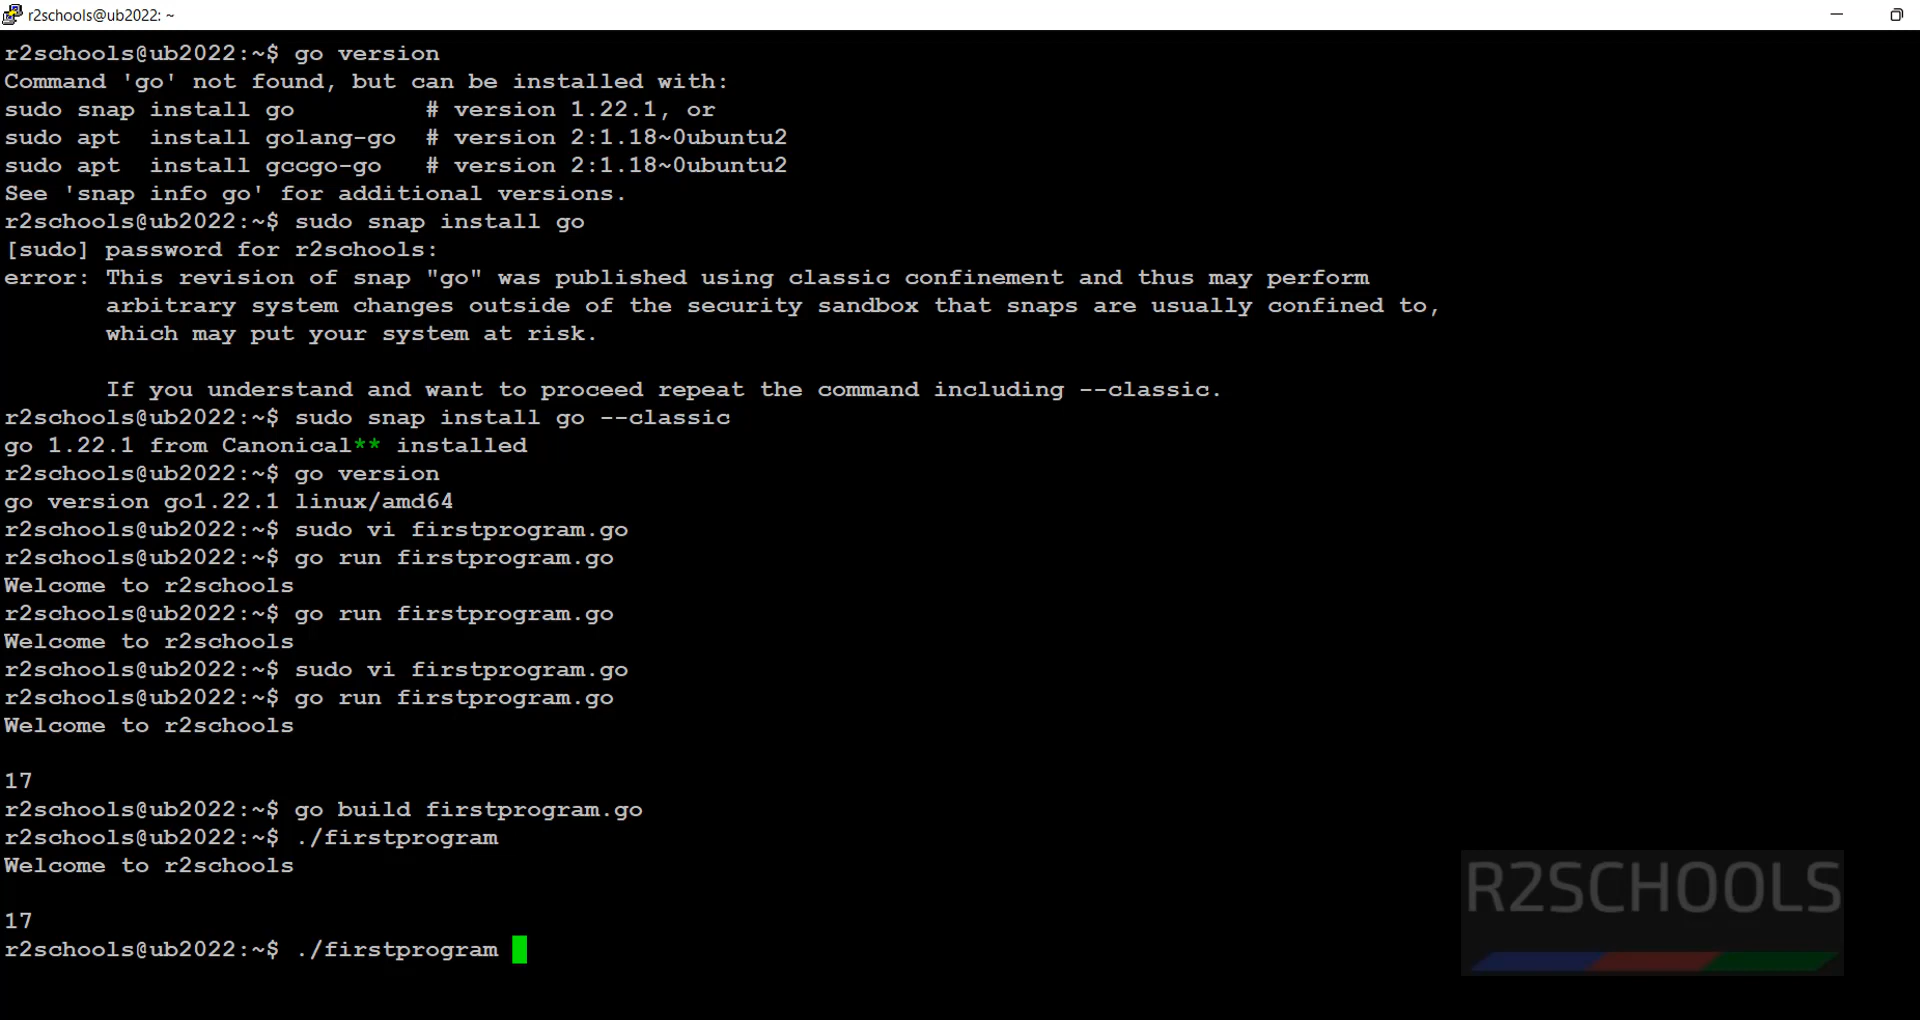 r2schools@ub2022: ~
r2schools@ub2022:~$ go version
Command 'go' not found, but can be installed with:
sudo snap install go         # version 1.22.1, or
sudo apt  install golang-go  # version 2:1.18~0ubuntu2
sudo apt  install gccgo-go   # version 2:1.18~0ubuntu2
See 'snap info go' for additional versions.
r2schools@ub2022:~$ sudo snap install go
[sudo] password for r2schools:
error: This revision of snap "go" was published using classic confinement and thus may perform
       arbitrary system changes outside of the security sandbox that snaps are usually confined to,
       which may put your system at risk.

       If you understand and want to proceed repeat the command including --classic.
r2schools@ub2022:~$ sudo snap install go --classic
go 1.22.1 from Canonical** installed
r2schools@ub2022:~$ go version
go version go1.22.1 linux/amd64
r2schools@ub2022:~$ sudo vi firstprogram.go
r2schools@ub2022:~$ go run firstprogram.go
Welcome to r2schools
r2schools@ub2022:~$ go run firstprogram.go
Welcome to r2schools
r2schools@ub2022:~$ sudo vi firstprogram.go
r2schools@ub2022:~$ go run firstprogram.go
Welcome to r2schools

17
r2schools@ub2022:~$ go build firstprogram.go
r2schools@ub2022:~$ ./firstprogram
Welcome to r2schools

17
r2schools@ub2022:~$ ./firstprogram
R2SCHOOLS